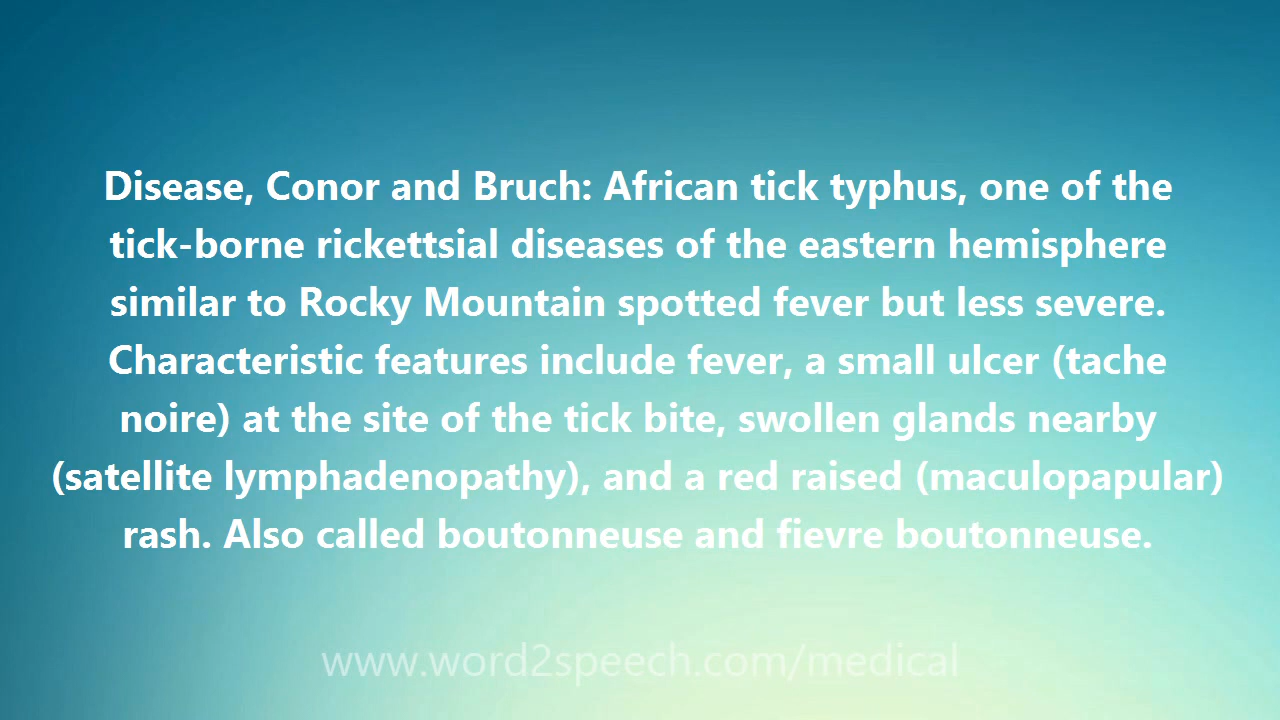 Disease, Conor and Bruch: African tick typhus, one of the
tick-borne rickettsial diseases of the eastern hemisphere
similar to Rocky Mountain spotted fever but less severe.
Characteristic features include fever, a small ulcer (tache
noire) at the site of the tick bite, swollen glands nearby
(satellite lymphadenopathy), and a red raised (maculopapular)
rash. Also called boutonneuse and fievre boutonneuse.
www.word2speech.com/medical